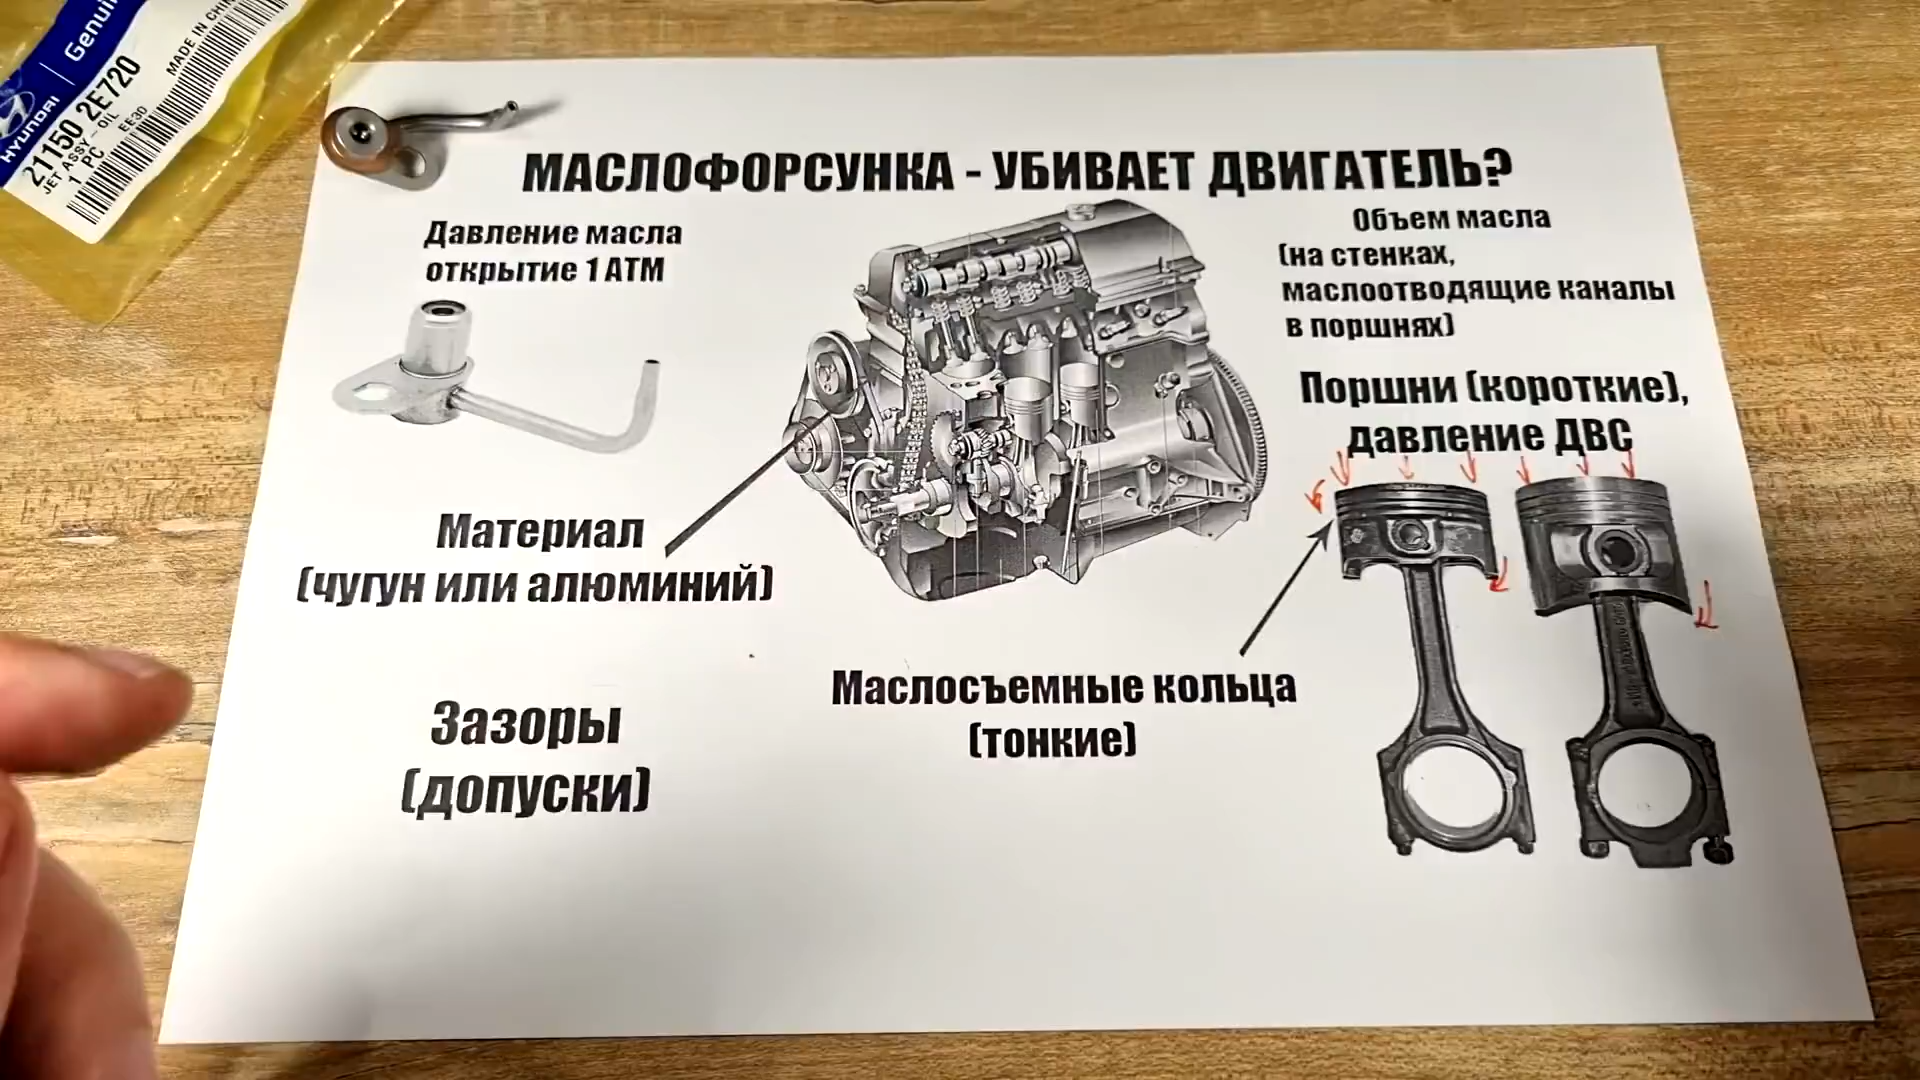 HYUNDAI | Genuin
21150 2E720
JET ASSY-OIL
1 PC
EE30
MADE IN CHIN
МАСЛОФОРСУНКА - УБИВАЕТ ДВИГАТЕЛЬ?
Давление масла
открытие 1 АТМ
Объем масла
(на стенках,
маслоотводящие каналы
в поршнях)
Поршни (короткие),
давление ДВС
Материал
(чугун или алюминий)
Маслосъемные кольца
(тонкие)
Зазоры
(допуски)